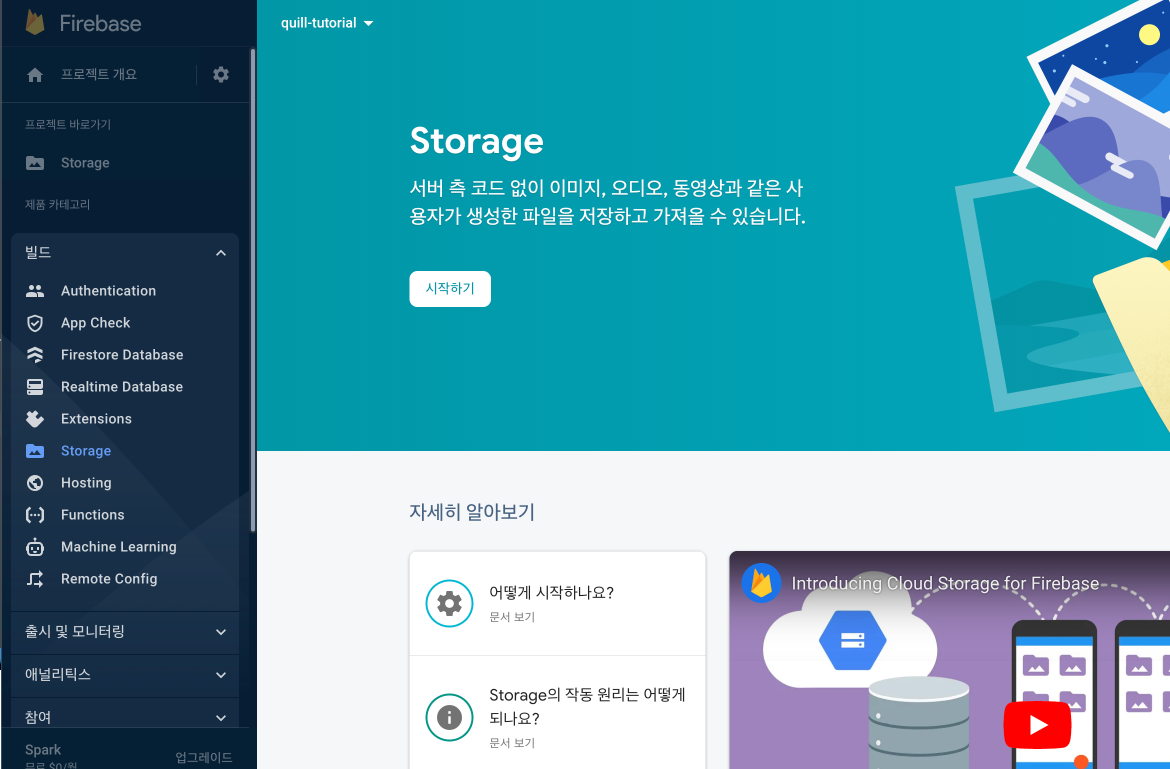 Firebase
프로젝트 개요
프로젝트 바로가기
Storage
제품 카테고리
빌드
Authentication
App Check
Firestore Database
Realtime Database
Extensions
Storage
Hosting
Functions
Machine Learning
Remote Config
출시 및 모니터링
애널리틱스
참여
Spark
무료 $0/월
업그레이드
quill-tutorial
Storage
서버 측 코드 없이 이미지, 오디오, 동영상과 같은 사
용자가 생성한 파일을 저장하고 가져올 수 있습니다.
시작하기
자세히 알아보기
어떻게 시작하나요?
문서 보기
Storage의 작동 원리는 어떻게
되나요?
문서 보기
Introducing Cloud Storage for Firebase